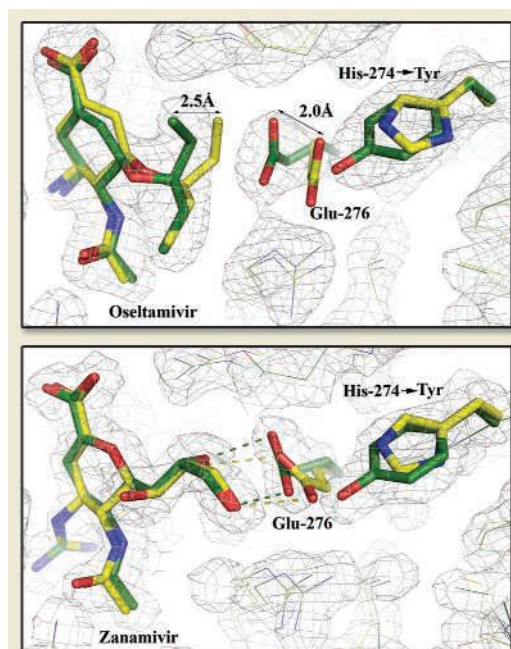 His-274→Tyr
2.5Å
2.0Å
Glu-276
Oseltamivir
His-274→Tyr
Glu-276
Zanamivir